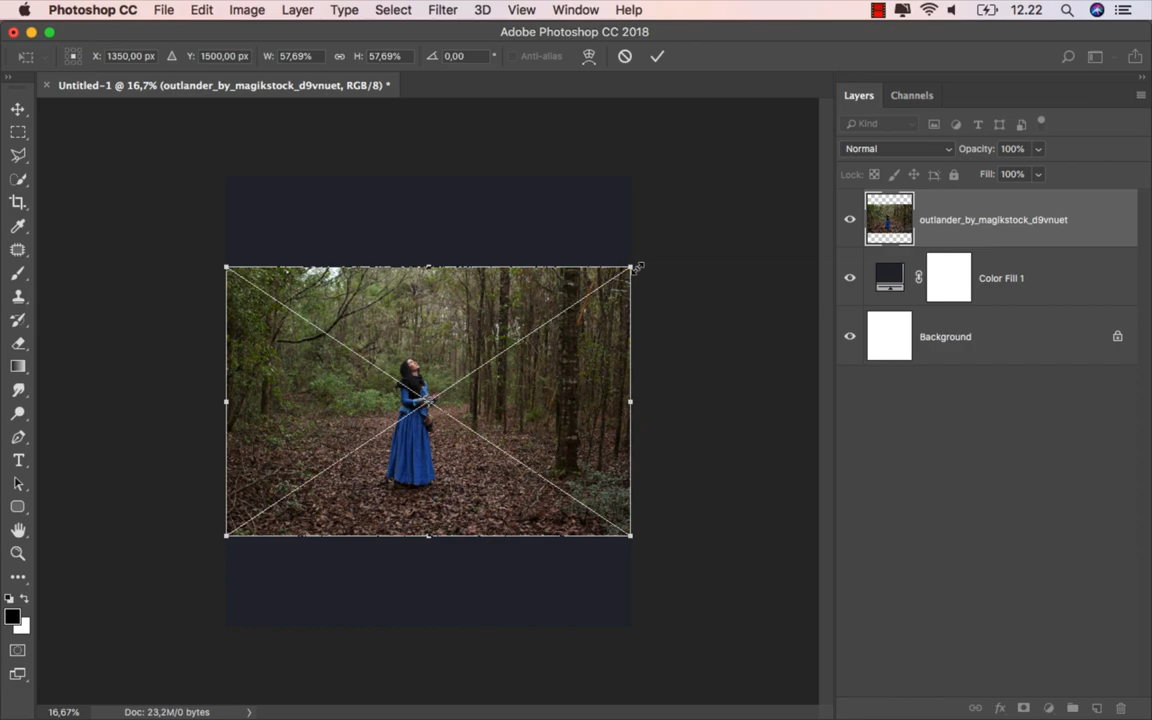 Photoshop CC File Edit Image Layer Type Select Filter 3D View Window Help 12.22
Adobe Photoshop CC 2018
X: 1350,00 px Y: 1500,00 px W: 57,69% H: 57,69% 0,00 ° Anti-alias
Untitled-1 @ 16,7% (outlander_by_magikstock_d9vnuet, RGB/8) *
Layers Channels
Kind
Normal Opacity: 100%
Lock: Fill: 100%
outlander_by_magikstock_d9vnuet
Color Fill 1
Background
16,67% Doc: 23,2M/0 bytes